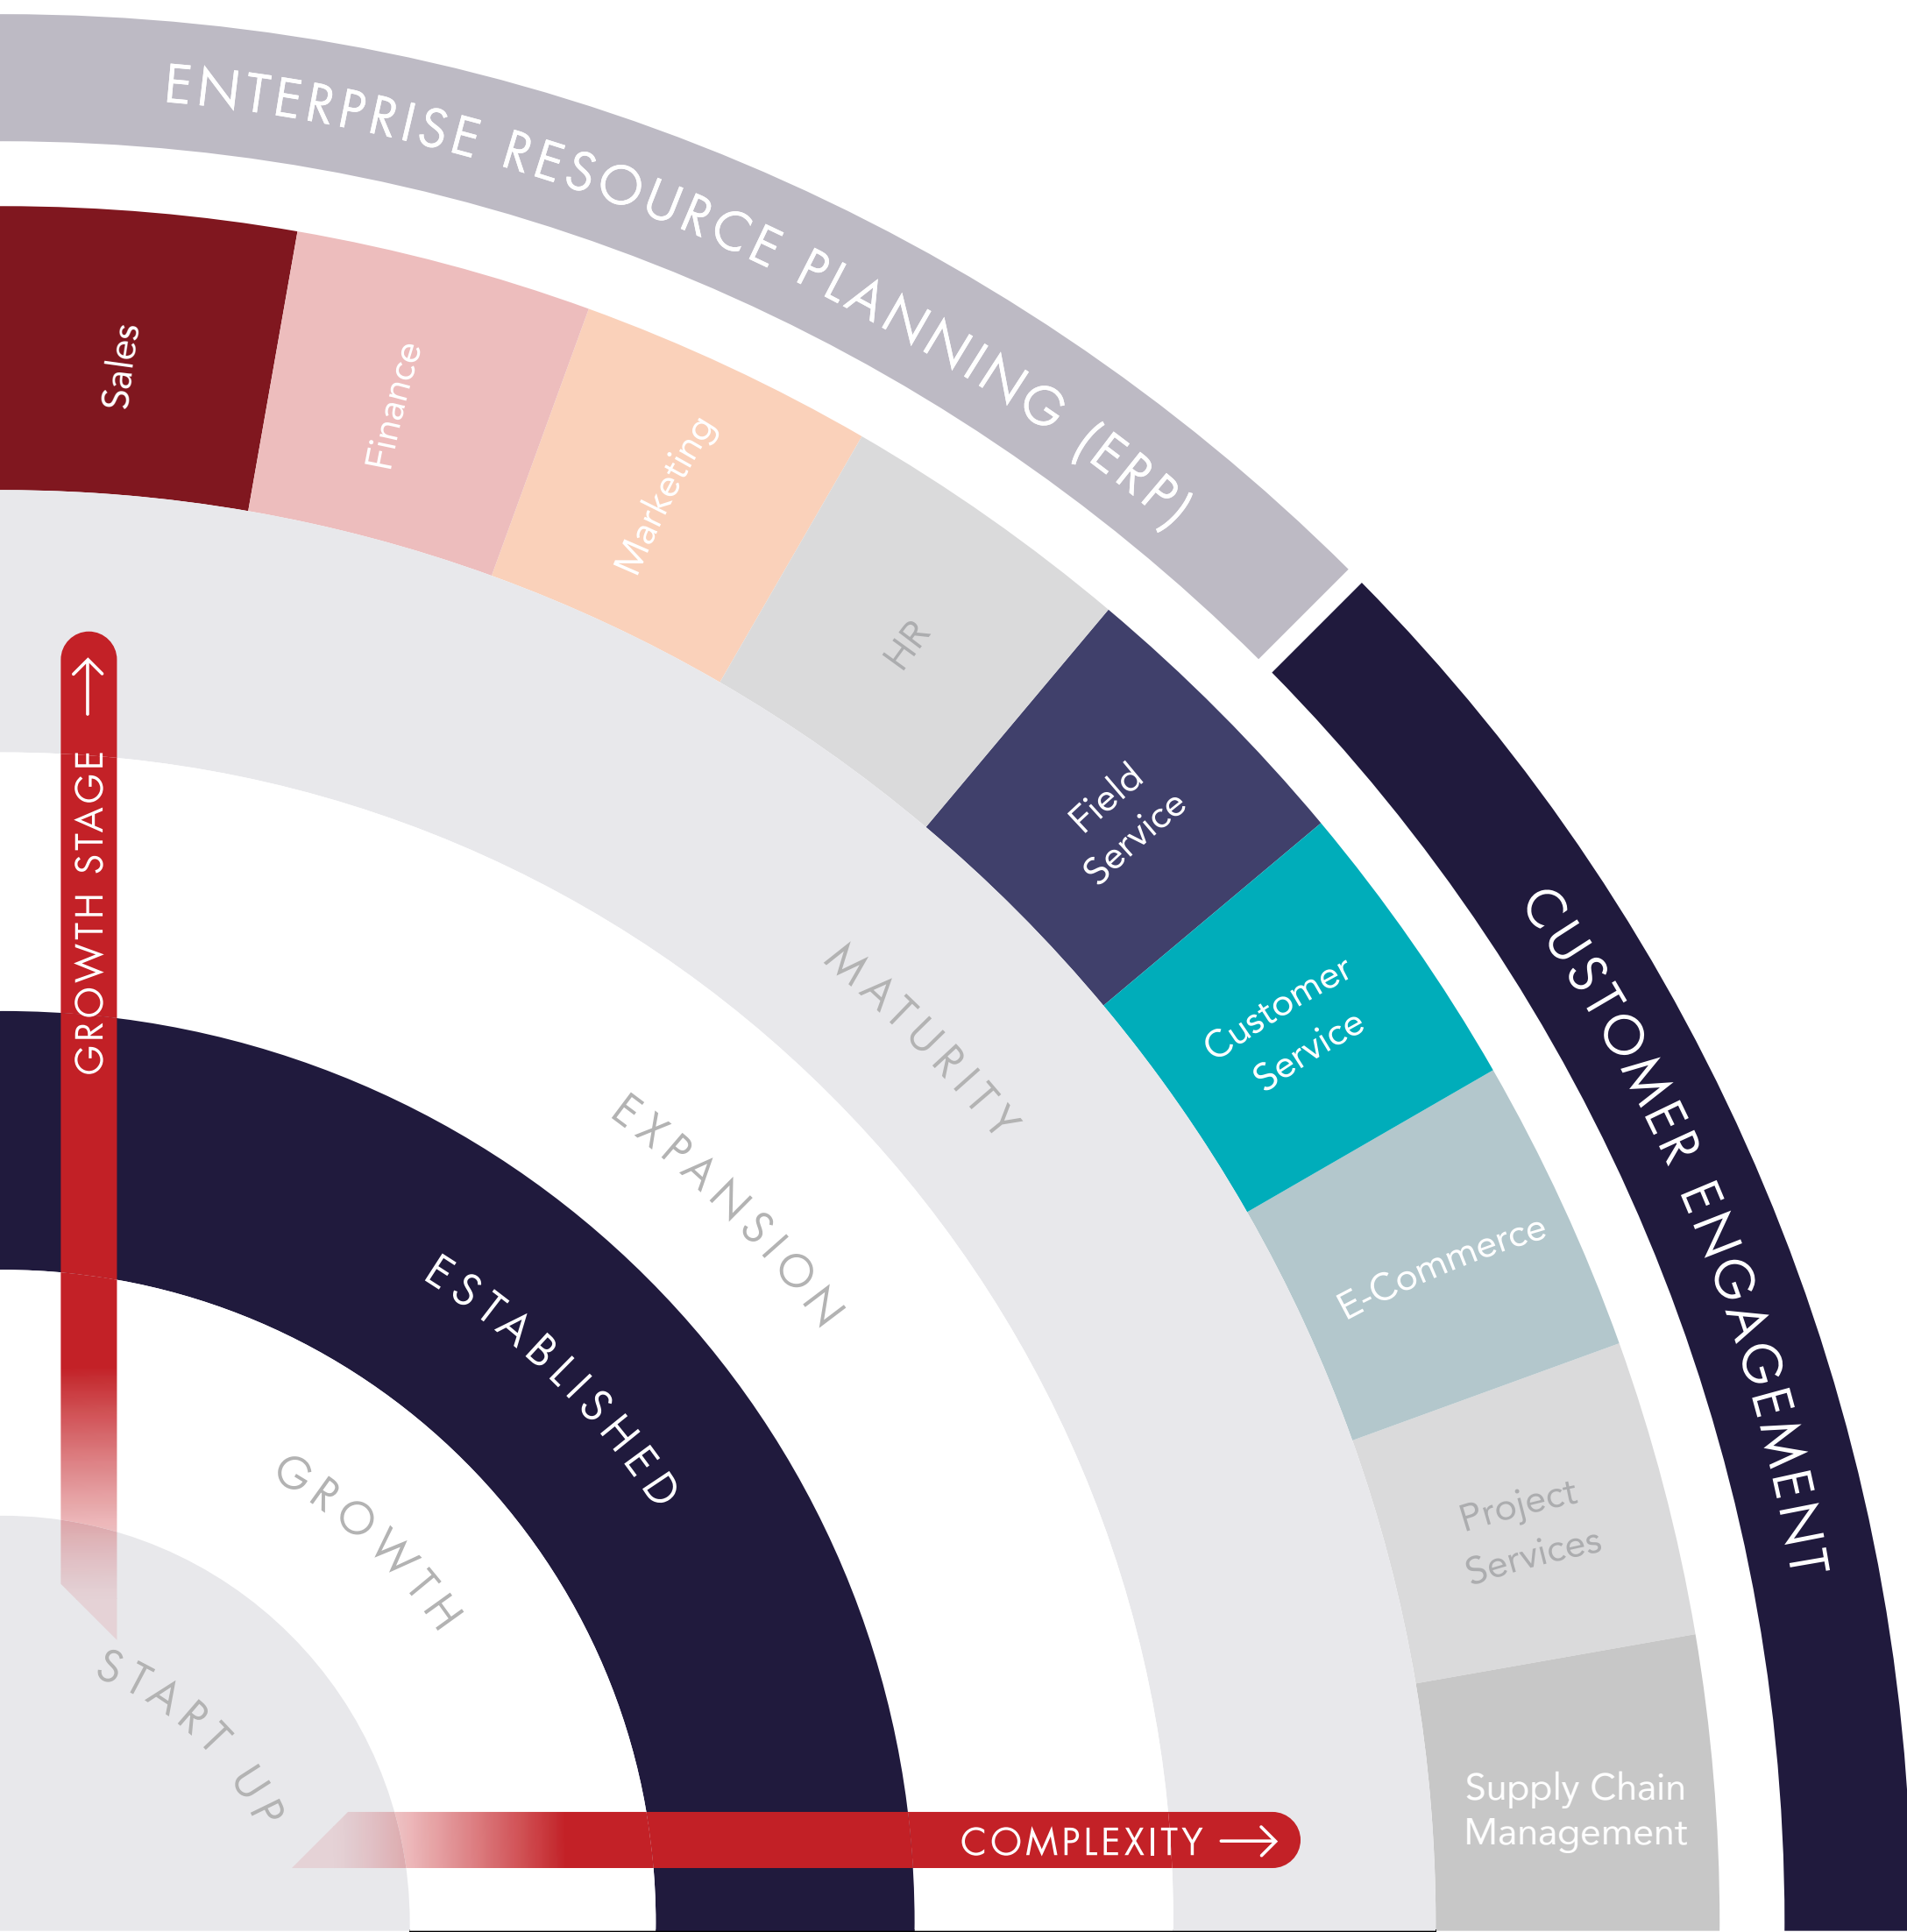 ENTERPRISE RESOURCE PLANNING (ERP)
CUSTOMER ENGAGEMENT
Sales
Finance
Marketing
HR
Field
Service
Customer
Service
E-Commerce
Project
Services
Supply Chain
Management
GROWTH STAGE
MATURITY
EXPANSION
ESTABLISHED
GROWTH
START UP
COMPLEXITY